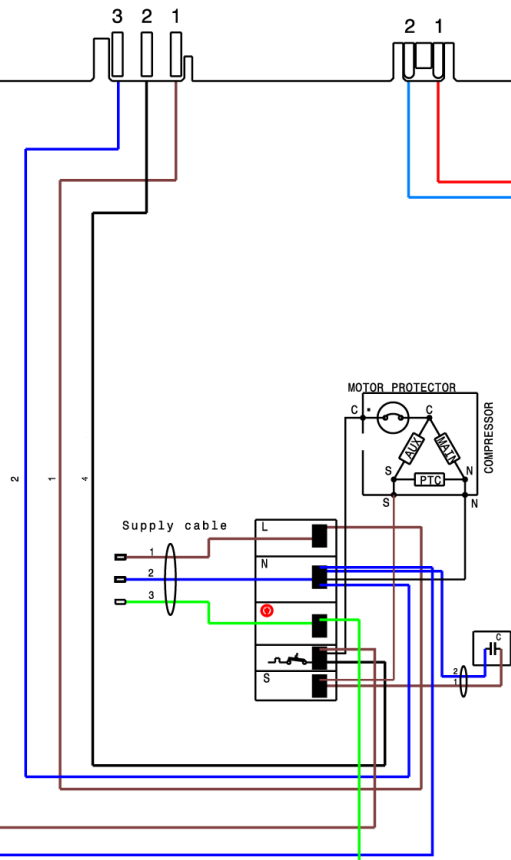 3 2 1
2 1
MOTOR PROTECTOR
C * C
AUX MAIN
COMPRESSOR
S PTC N
S N
2
1
4
Supply cable
1
2
3
L
N
S
C
2
1